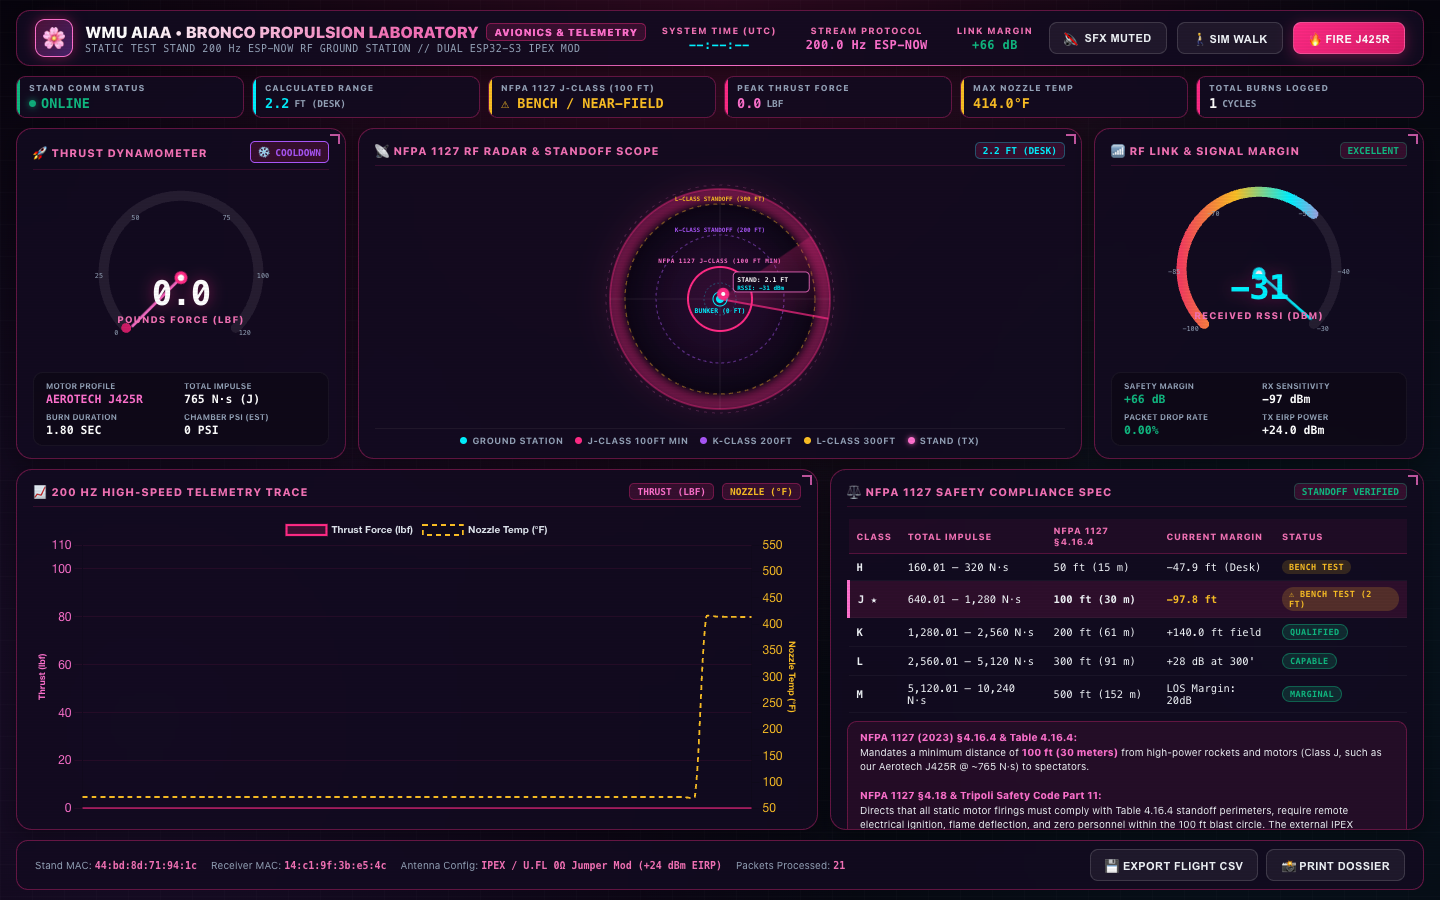 WMU AIAA • BRONCO PROPULSION LABORATORY
AVIONICS & TELEMETRY
STATIC TEST STAND 200 Hz ESP-NOW RF GROUND STATION // DUAL ESP32-S3 IPEX MOD
SYSTEM TIME (UTC)
--:--:--
STREAM PROTOCOL
200.0 Hz ESP-NOW
LINK MARGIN
+66 dB
SFX MUTED
SIM WALK
FIRE J425R
STAND COMM STATUS
ONLINE
CALCULATED RANGE
2.2 FT (DESK)
NFPA 1127 J-CLASS (100 FT)
⚠ BENCH / NEAR-FIELD
PEAK THRUST FORCE
0.0 LBF
MAX NOZZLE TEMP
414.0°F
TOTAL BURNS LOGGED
1 CYCLES
THRUST DYNAMOMETER
COOLDOWN
50
75
25
100
0.0
POUNDS FORCE (LBF)
0
120
MOTOR PROFILE
AEROTECH J425R
TOTAL IMPULSE
765 N·s (J)
BURN DURATION
1.80 SEC
CHAMBER PSI (EST)
0 PSI
NFPA 1127 RF RADAR & STANDOFF SCOPE
2.2 FT (DESK)
L-CLASS STANDOFF (300 FT)
K-CLASS STANDOFF (200 FT)
NFPA 1127 J-CLASS (100 FT MIN)
STAND: 2.1 FT
RSSI: -31 dBm
BUNKER (0 FT)
GROUND STATION
J-CLASS 100FT MIN
K-CLASS 200FT
L-CLASS 300FT
STAND (TX)
RF LINK & SIGNAL MARGIN
EXCELLENT
-40
-31
RECEIVED RSSI (DBM)
-100
-30
SAFETY MARGIN
+66 dB
RX SENSITIVITY
-97 dBm
PACKET DROP RATE
0.00%
TX EIRP POWER
+24.0 dBm
200 HZ HIGH-SPEED TELEMETRY TRACE
THRUST (LBF)
NOZZLE (°F)
Thrust Force (lbf)
Nozzle Temp (°F)
110
100
80
60
40
20
0
Thrust (lbf)
550
500
450
400
350
300
250
200
150
100
50
Nozzle Temp (°F)
NFPA 1127 SAFETY COMPLIANCE SPEC
STANDOFF VERIFIED
CLASS TOTAL IMPULSE NFPA 1127 §4.16.4 CURRENT MARGIN STATUS
H 160.01 – 320 N·s 50 ft (15 m) -47.9 ft (Desk) BENCH TEST
J ★ 640.01 – 1,280 N·s 100 ft (30 m) -97.8 ft ⚠ BENCH TEST (2 FT)
K 1,280.01 – 2,560 N·s 200 ft (61 m) +140.0 ft field QUALIFIED
L 2,560.01 – 5,120 N·s 300 ft (91 m) +28 dB at 300' CAPABLE
M 5,120.01 – 10,240 N·s 500 ft (152 m) LOS Margin: 20dB MARGINAL
NFPA 1127 (2023) §4.16.4 & Table 4.16.4:
Mandates a minimum distance of 100 ft (30 meters) from high-power rockets and motors (Class J, such as
our Aerotech J425R @ ~765 N·s) to spectators.
NFPA 1127 §4.18 & Tripoli Safety Code Part 11:
Directs that all static motor firings must comply with Table 4.16.4 standoff perimeters, require remote
electrical ignition, flame deflection, and zero personnel within the 100 ft blast circle. The external IPEX
Stand MAC: 44:bd:8d:71:94:1c
Receiver MAC: 14:c1:9f:3b:e5:4c
Antenna Config: IPEX / U.FL 0Ω Jumper Mod (+24 dBm EIRP)
Packets Processed: 21
EXPORT FLIGHT CSV
PRINT DOSSIER